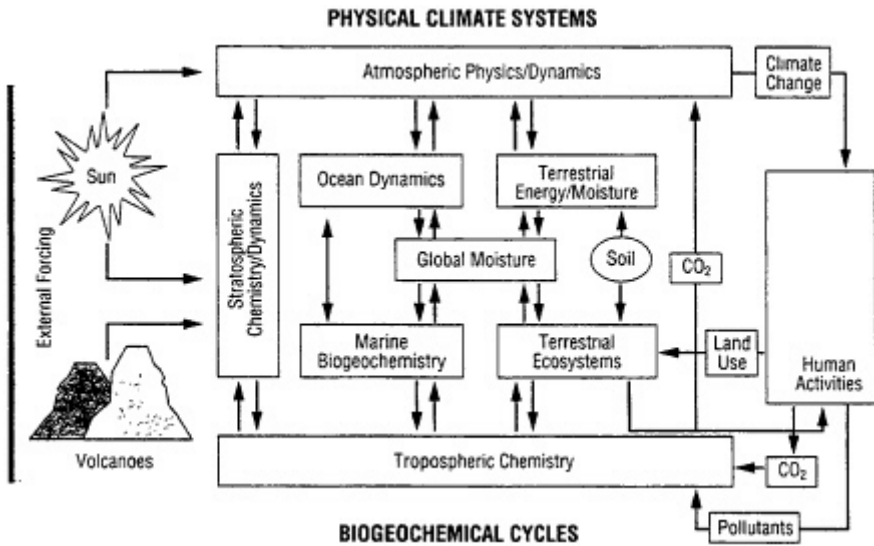 PHYSICAL CLIMATE SYSTEMS
Atmospheric Physics/Dynamics
Climate
Change
Sun
External Forcing
Stratospheric
Chemistry/Dynamics
Ocean Dynamics
Terrestrial
Energy/Moisture
Global Moisture
Soil
CO₂
Marine
Biogeochemistry
Terrestrial
Ecosystems
Land
Use
Human
Activities
Volcanoes
Tropospheric Chemistry
CO₂
Pollutants
BIOGEOCHEMICAL CYCLES